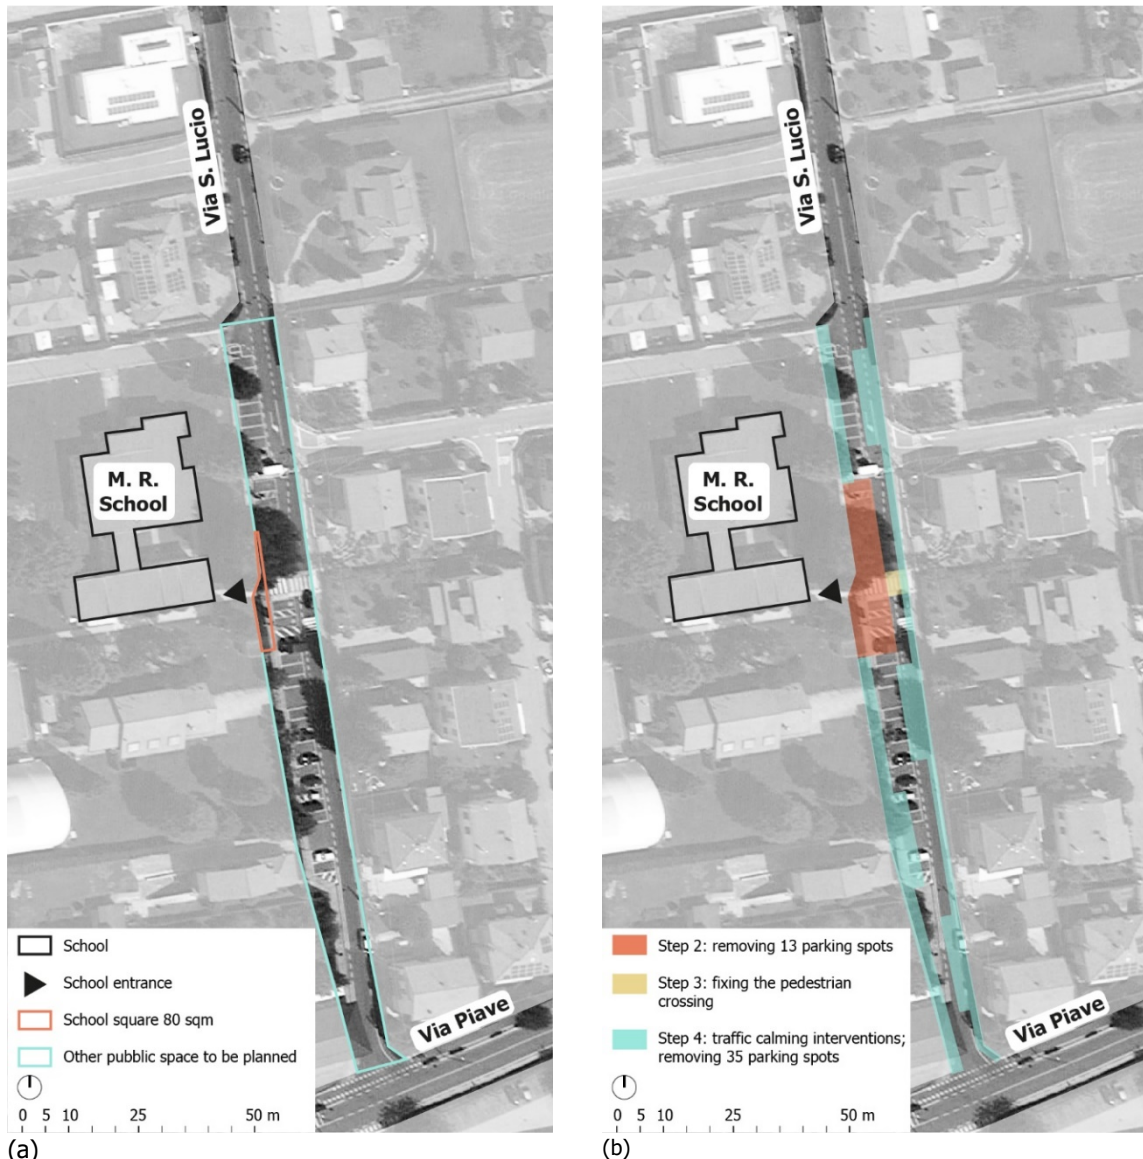 Via S. Lucio
M. R.
School
Via Piave
School
School entrance
School square 80 sqm
Other pubblic space to be planned
0 5 10 25 50 m
(a)
Via S. Lucio
M. R.
School
Via Piave
Step 2: removing 13 parking spots
Step 3: fixing the pedestrian
crossing
Step 4: traffic calming interventions;
removing 35 parking spots
0 5 10 25 50 m
(b)